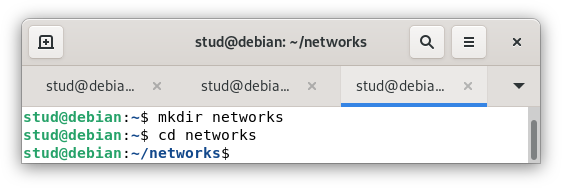 stud@debian: ~/networks
stud@debia...
stud@debia...
stud@debia...
stud@debian:~$ mkdir networks
stud@debian:~$ cd networks
stud@debian:~/networks$